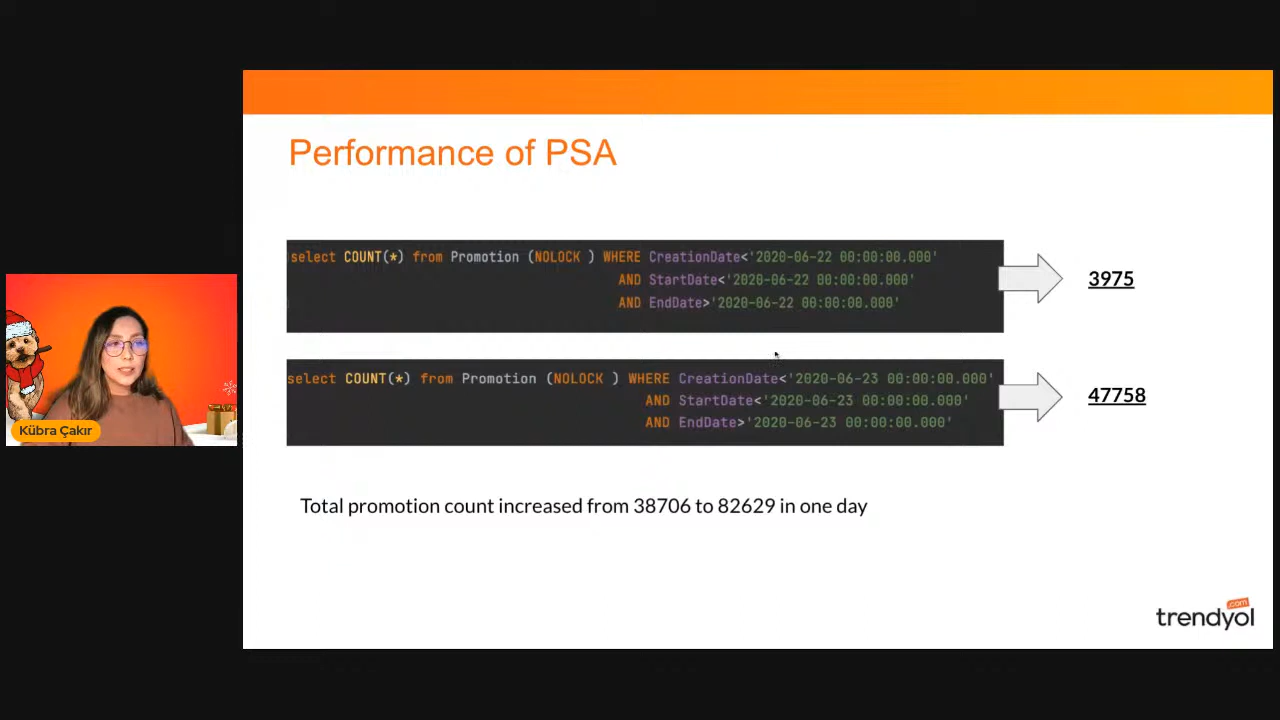 Performance of PSA
select COUNT(*) from Promotion (NOLOCK ) WHERE CreationDate<'2020-06-22 00:00:00.000'
AND StartDate<'2020-06-22 00:00:00.000'
AND EndDate>'2020-06-22 00:00:00.000'
3975
select COUNT(*) from Promotion (NOLOCK ) WHERE CreationDate<'2020-06-23 00:00:00.000'
AND StartDate<'2020-06-23 00:00:00.000'
AND EndDate>'2020-06-23 00:00:00.000'
47758
Kübra Çakır
Total promotion count increased from 38706 to 82629 in one day
.com
trendyol